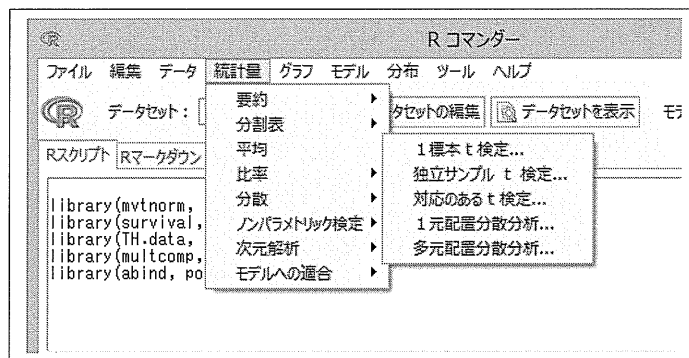 R コマンダー
ファイル 編集 データ 統計量 グラフ モデル 分布 ツール ヘルプ
データセット: タセットの編集 データセットを表示 モデ
Rスクリプト Rマークダウン
要約
分割表
平均
比率
分散
ノンパラメトリック検定
次元解析
モデルへの適合
1標本 t 検定...
独立サンプル t 検定...
対応のある t 検定...
1元配置分散分析...
多元配置分散分析...
library(mvtnorm,
library(survival,
library(TH.data,
library(multcomp,
library(abind, po